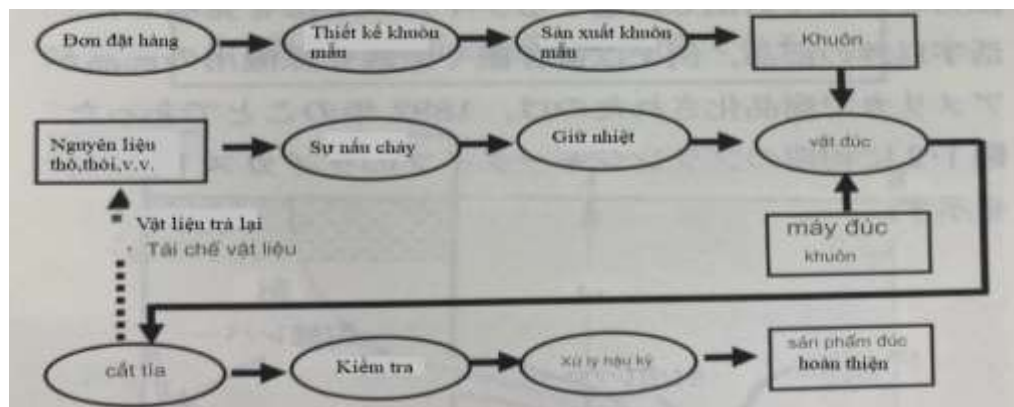 Đơn đặt hàng
Thiết kế khuôn
mẫu
Sản xuất khuôn
mẫu
Khuôn
Nguyên liệu
thô,thỏi,v.v.
Sự nấu chảy
Giữ nhiệt
vật đúc
Vật liệu trả lại
· Tái chế vật liệu
máy đúc
khuôn
cắt tỉa
Kiểm tra
Xử lý hậu kỳ
sản phẩm đúc
hoàn thiện